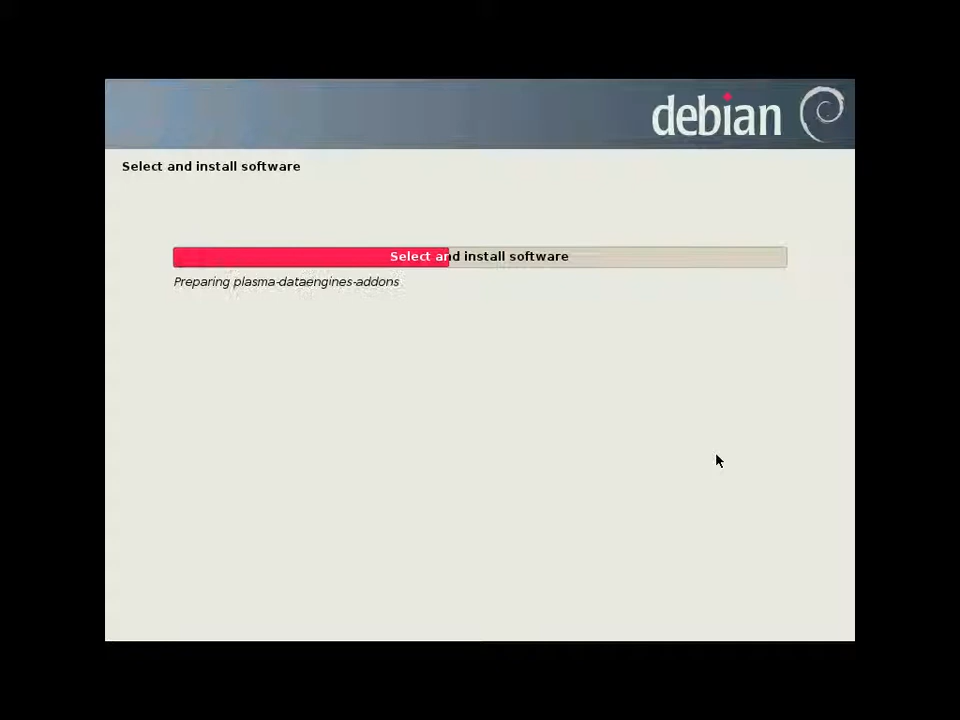 debian
Select and install software
Select and install software
Preparing plasma-dataengines-addons